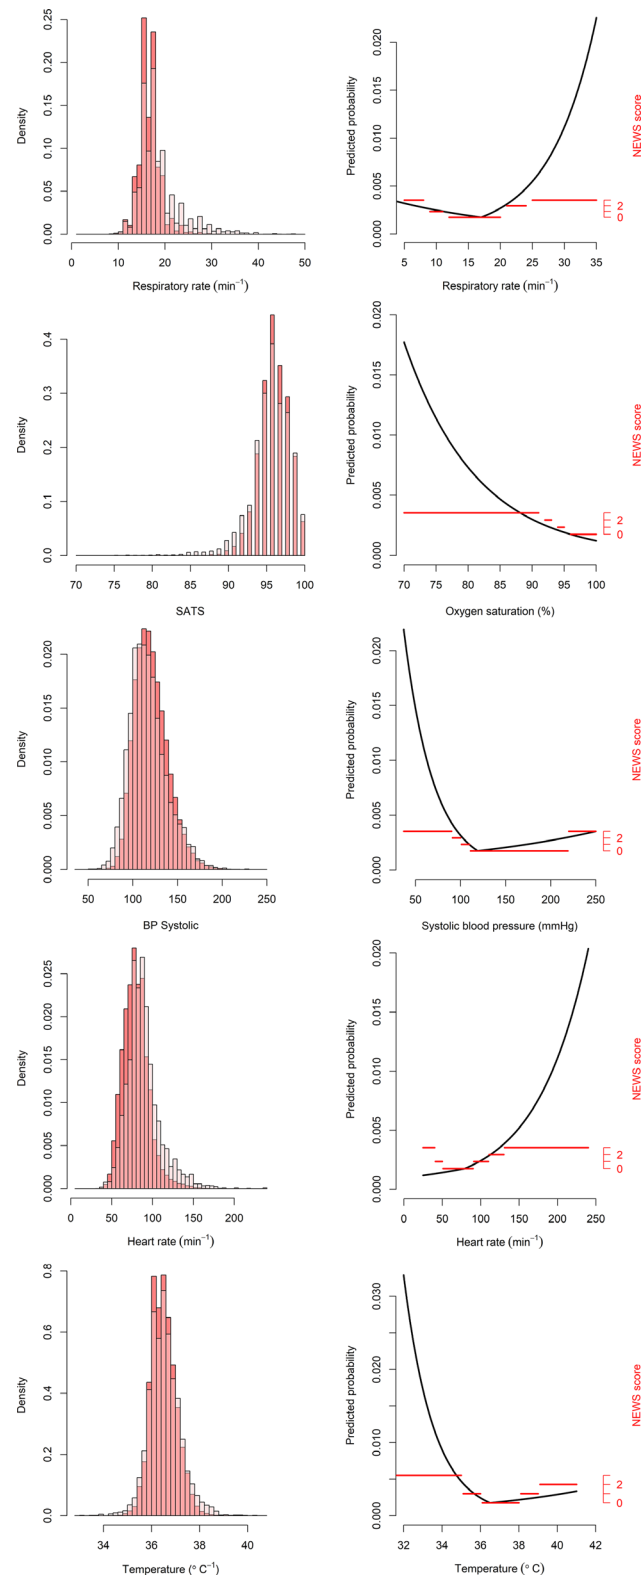 Density
0.00 0.05 0.10 0.15 0.20 0.25
0 10 20 30 40 50
Respiratory rate (min⁻¹)
Predicted probability
0.000 0.005 0.010 0.015 0.020
5 10 15 20 25 30 35
Respiratory rate (min⁻¹)
NEWS score
2
0
Density
0.0 0.1 0.2 0.3 0.4
70 75 80 85 90 95 100
SATS
Predicted probability
0.000 0.005 0.010 0.015 0.020
70 75 80 85 90 95 100
Oxygen saturation (%)
NEWS score
2
0
Density
0.000 0.005 0.010 0.015 0.020
50 100 150 200 250
BP Systolic
Predicted probability
0.000 0.005 0.010 0.015 0.020
50 100 150 200 250
Systolic blood pressure (mmHg)
NEWS score
2
0
Density
0.000 0.005 0.010 0.015 0.020 0.025
0 50 100 150 200
Heart rate (min⁻¹)
Predicted probability
0.000 0.005 0.010 0.015 0.020
0 50 100 150 200 250
Heart rate (min⁻¹)
NEWS score
2
0
Density
0.0 0.2 0.4 0.6 0.8
34 36 38 40
Temperature (° C⁻¹)
Predicted probability
0.000 0.010 0.020 0.030
32 34 36 38 40 42
Temperature (° C)
NEWS score
2
0